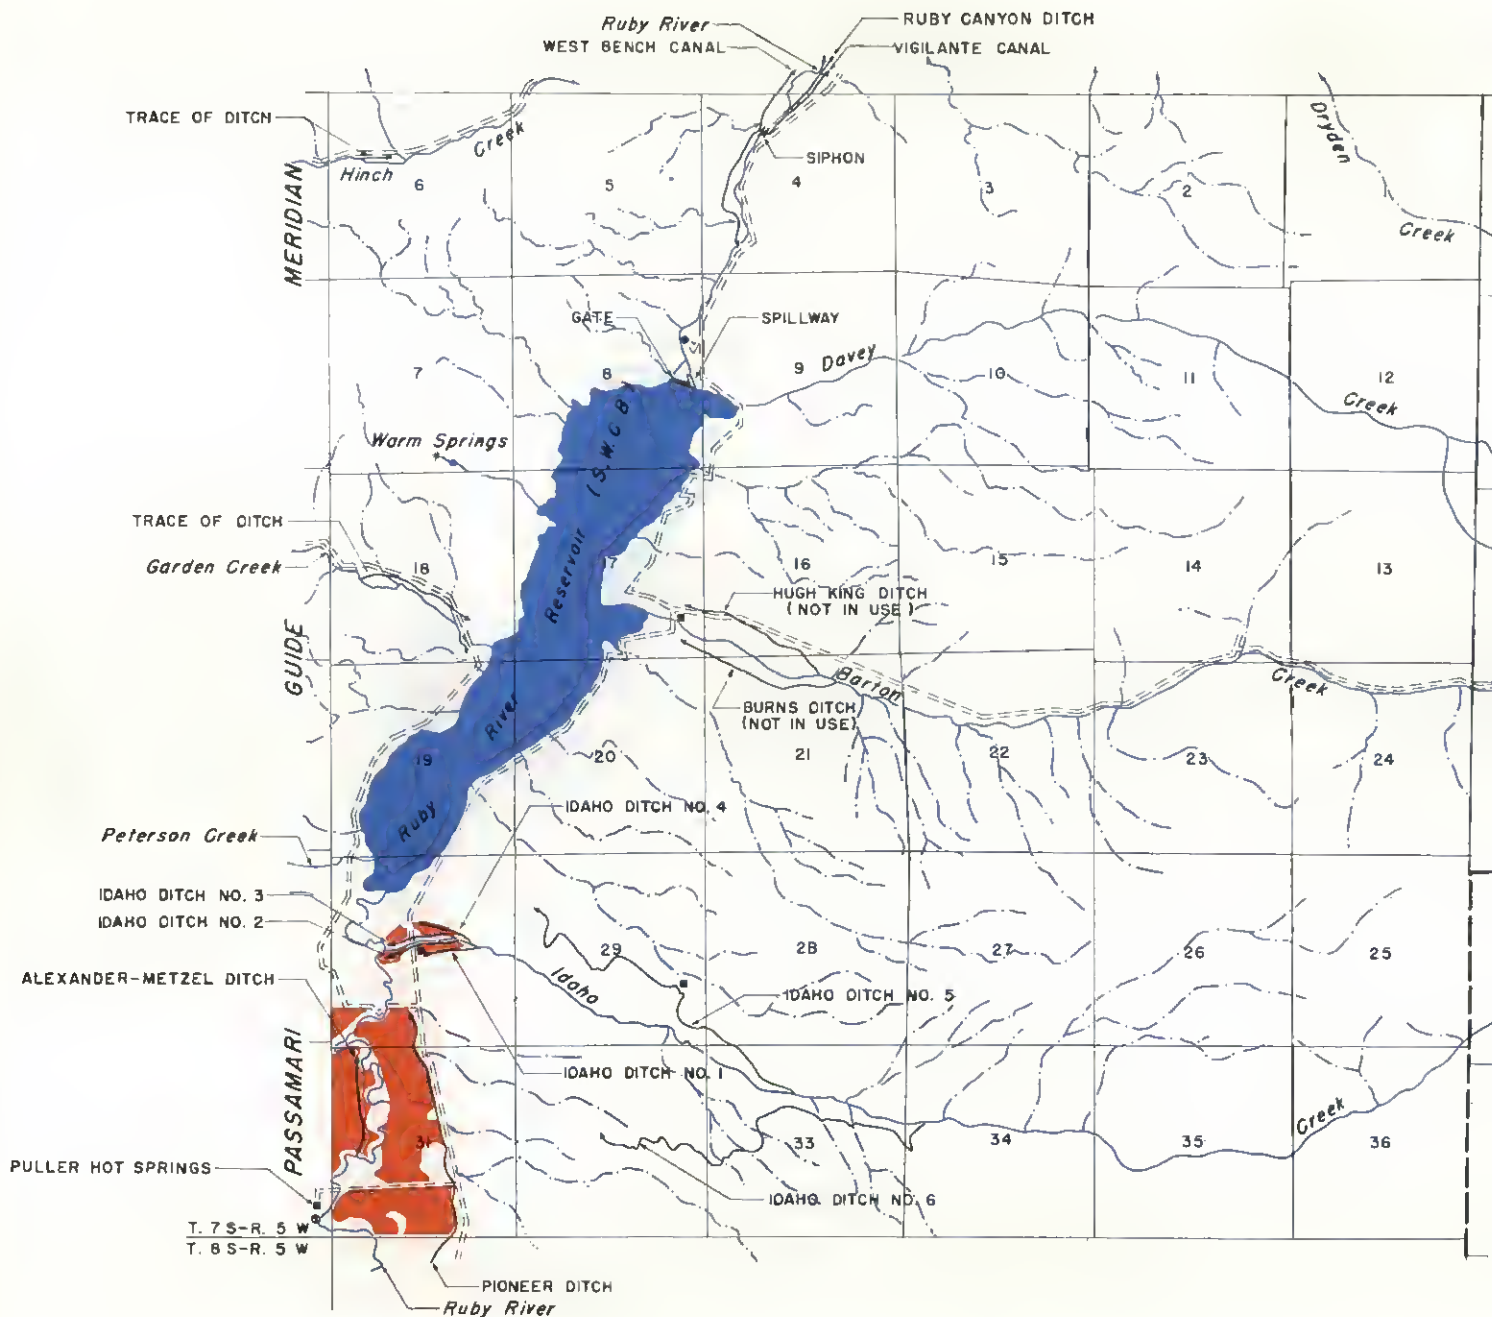 Ruby River
RUBY CANYON DITCH
WEST BENCH CANAL
VIGILANTE CANAL
TRACE OF DITCH
Creek
Hinch
SIPHON
Dryden
Creek
6
5
4
3
2
MERIDIAN
GATE
SPILLWAY
7
8
9
Davey
10
11
12
Creek
(S.W.C.B.)
Warm Springs
TRACE OF DITCH
Garden Creek
18
Reservoir
17
16
15
14
13
HUGH KING DITCH
(NOT IN USE)
GUIDE
Barton
Creek
BURNS DITCH
(NOT IN USE)
River
19
20
21
22
23
24
Ruby
IDAHO DITCH NO. 4
Peterson Creek
IDAHO DITCH NO. 3
IDAHO DITCH NO. 2
29
28
27
26
25
ALEXANDER-METZEL DITCH
Idaho
IDAHO DITCH NO. 5
IDAHO DITCH NO. 1
PASSAMARI
31
33
34
35
36
Creek
PULLER HOT SPRINGS
IDAHO DITCH NO. 6
T. 7 S-R. 5 W
T. 8 S-R. 5 W
PIONEER DITCH
Ruby River